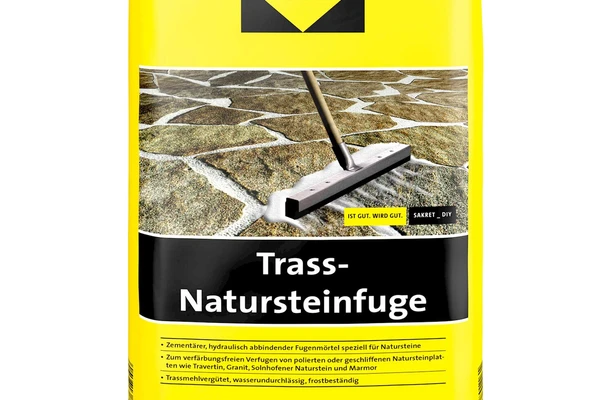 IST GUT. WIRD GUT. SAKRET _ DIY
Trass-
Natursteinfuge
• Zementärer, hydraulisch abbindender Fugenmörtel speziell für Natursteine
• Zum verfärbungsfreien Verfugen von polierten oder geschliffenen Natursteinplat-
ten wie Travertin, Granit, Solnhofener Naturstein und Marmor
• Trassmehlvergütet, wasserundurchlässig, frostbeständig